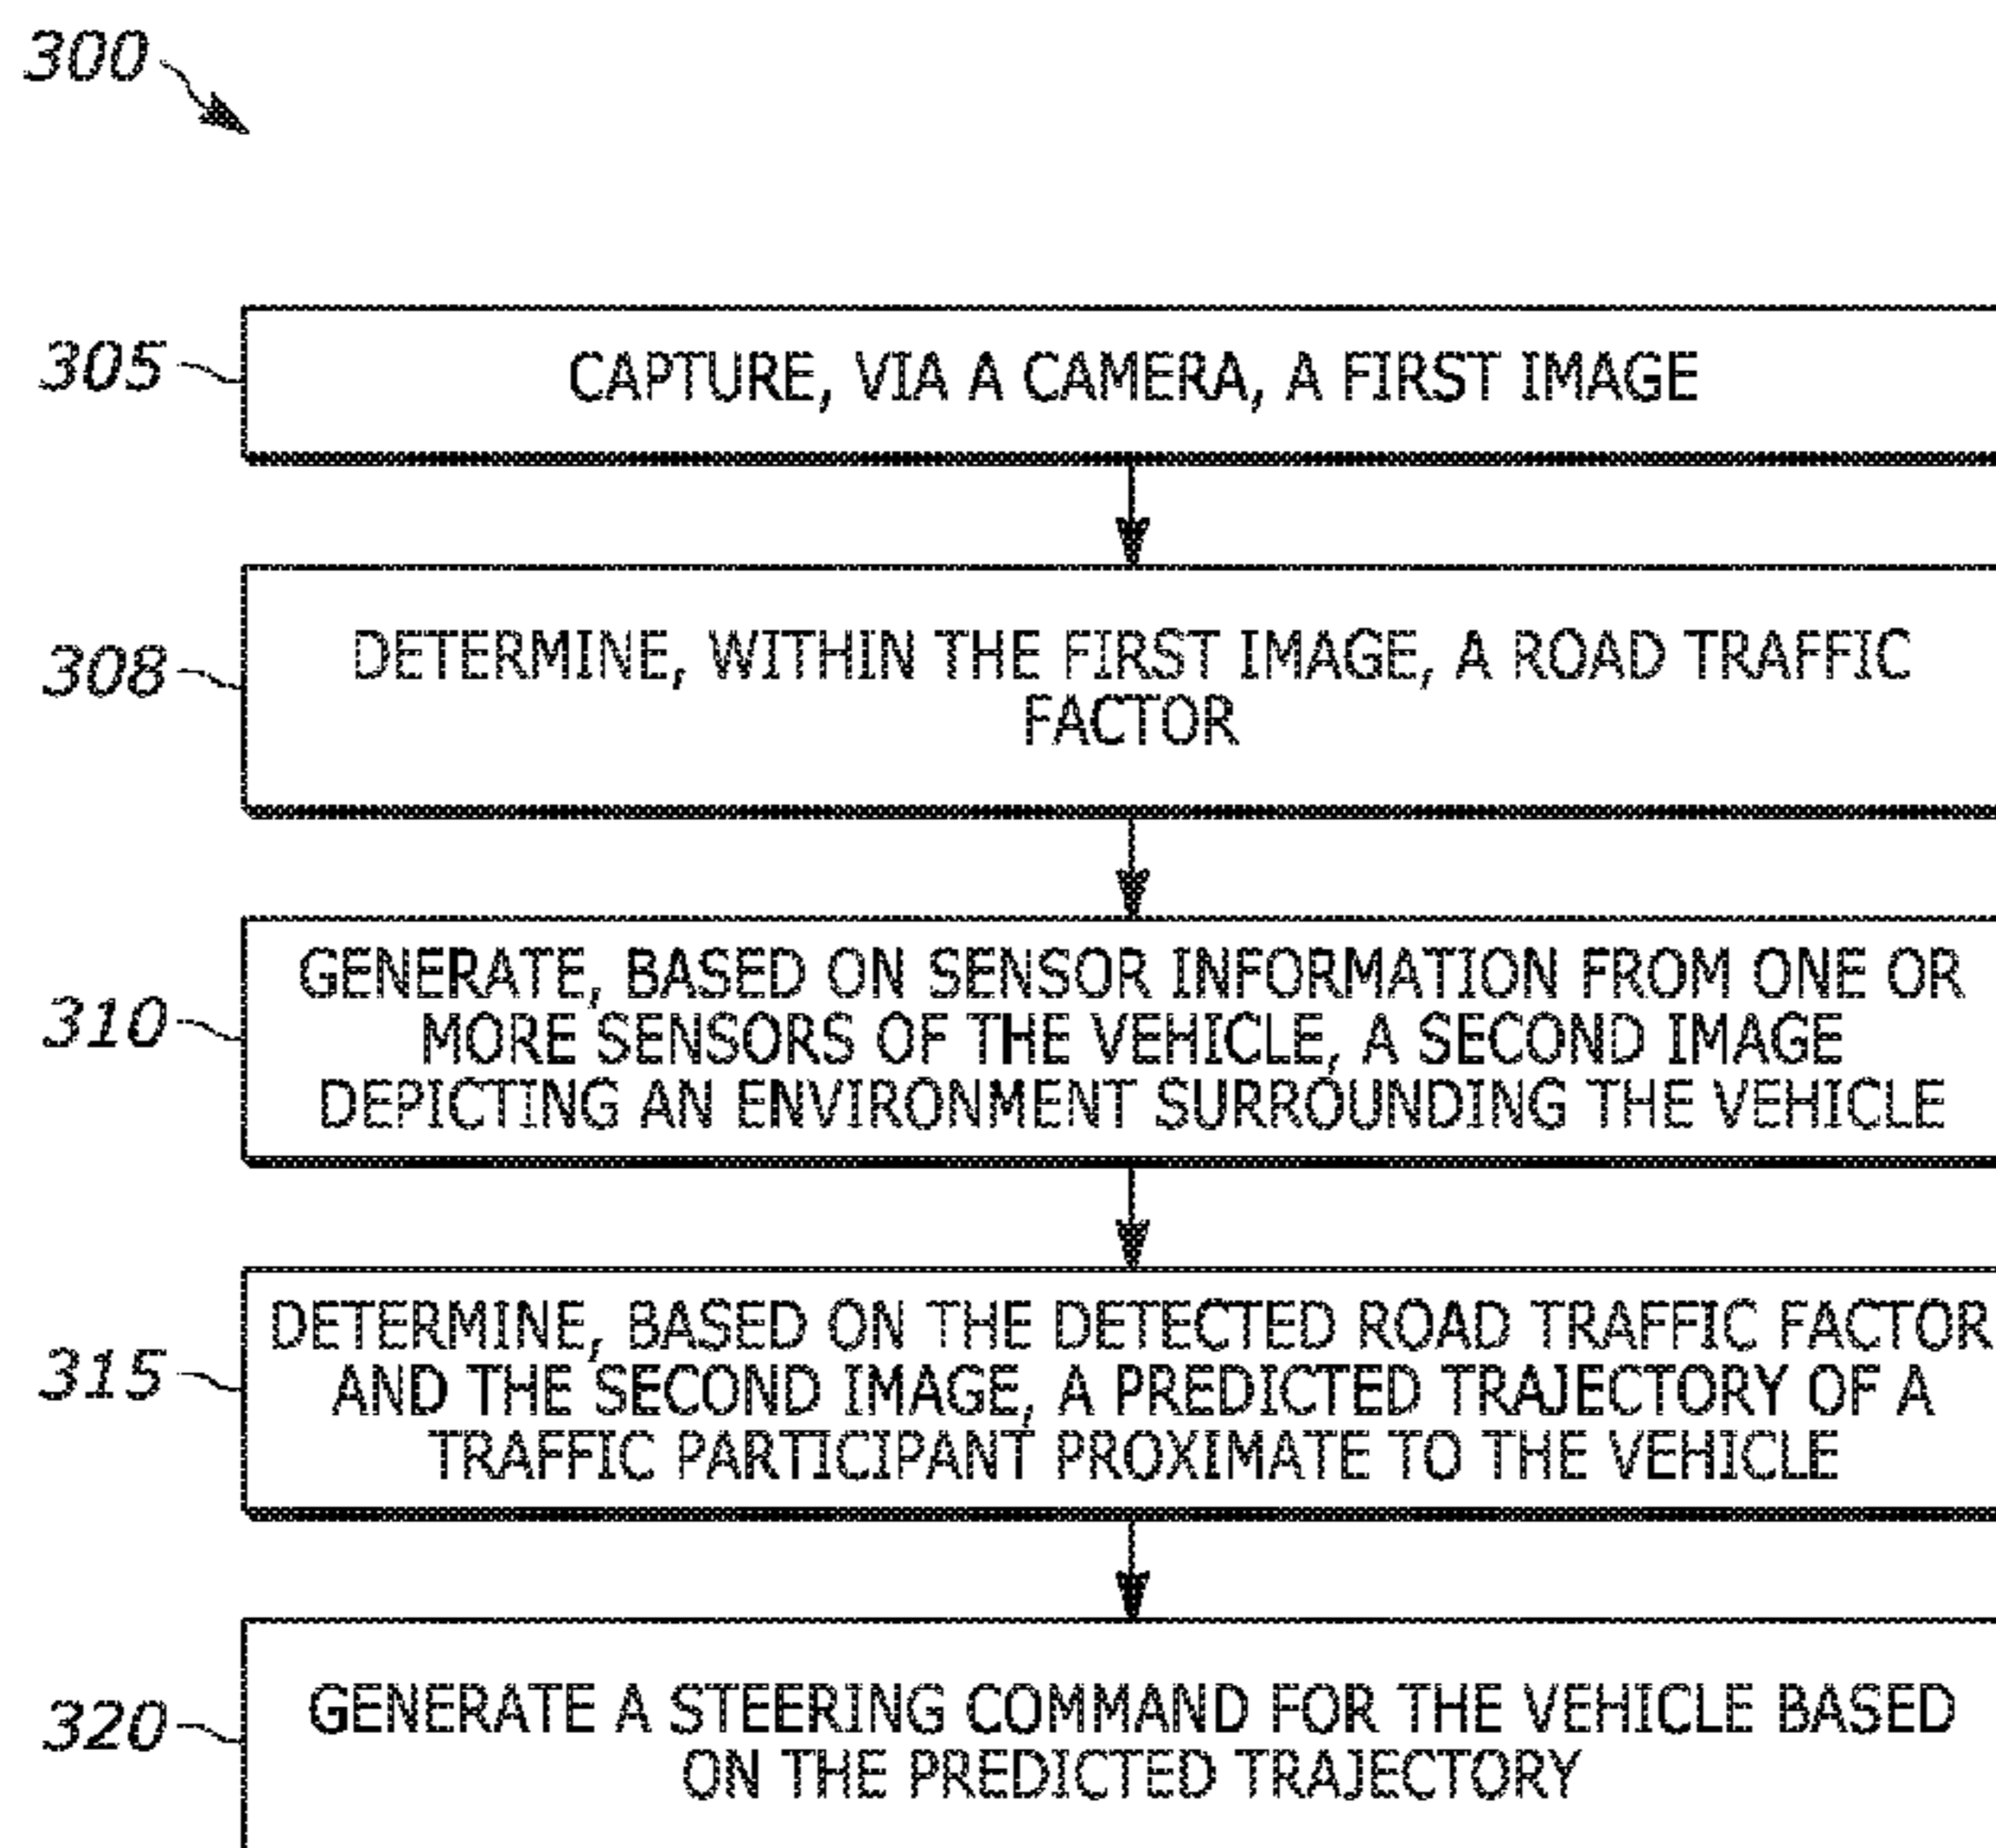 300
305
CAPTURE, VIA A CAMERA, A FIRST IMAGE
308
DETERMINE, WITHIN THE FIRST IMAGE, A ROAD TRAFFIC
FACTOR
310
GENERATE, BASED ON SENSOR INFORMATION FROM ONE OR
MORE SENSORS OF THE VEHICLE, A SECOND IMAGE
DEPICTING AN ENVIRONMENT SURROUNDING THE VEHICLE
315
DETERMINE, BASED ON THE DETECTED ROAD TRAFFIC FACTOR
AND THE SECOND IMAGE, A PREDICTED TRAJECTORY OF A
TRAFFIC PARTICIPANT PROXIMATE TO THE VEHICLE
320
GENERATE A STEERING COMMAND FOR THE VEHICLE BASED
ON THE PREDICTED TRAJECTORY